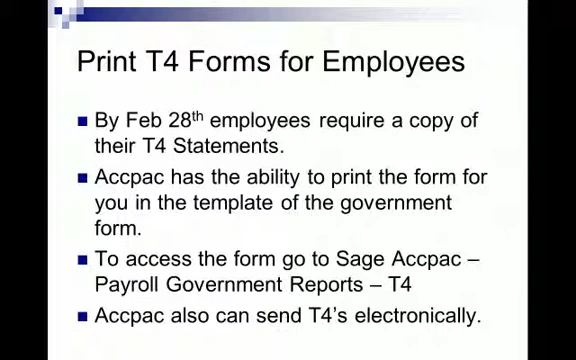 Print T4 Forms for Employees
■ By Feb 28th employees require a copy of
their T4 Statements.
■ Accpac has the ability to print the form for
you in the template of the government
form.
■ To access the form go to Sage Accpac –
Payroll Government Reports – T4
■ Accpac also can send T4's electronically.